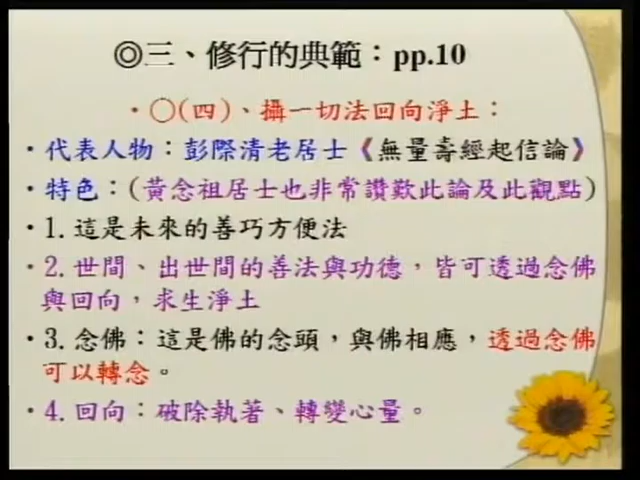 ◎三、修行的典範：pp.10
• ○(四)、攝一切法回向淨土：
• 代表人物：彭際清老居士《無量壽經起信論》
• 特色：(黃念祖居士也非常讚歎此論及此觀點)
• 1. 這是未來的善巧方便法
• 2. 世間、出世間的善法與功德，皆可透過念佛
與回向，求生淨土
• 3. 念佛：這是佛的念頭，與佛相應，透過念佛
可以轉念。
• 4. 回向：破除執著、轉變心量。